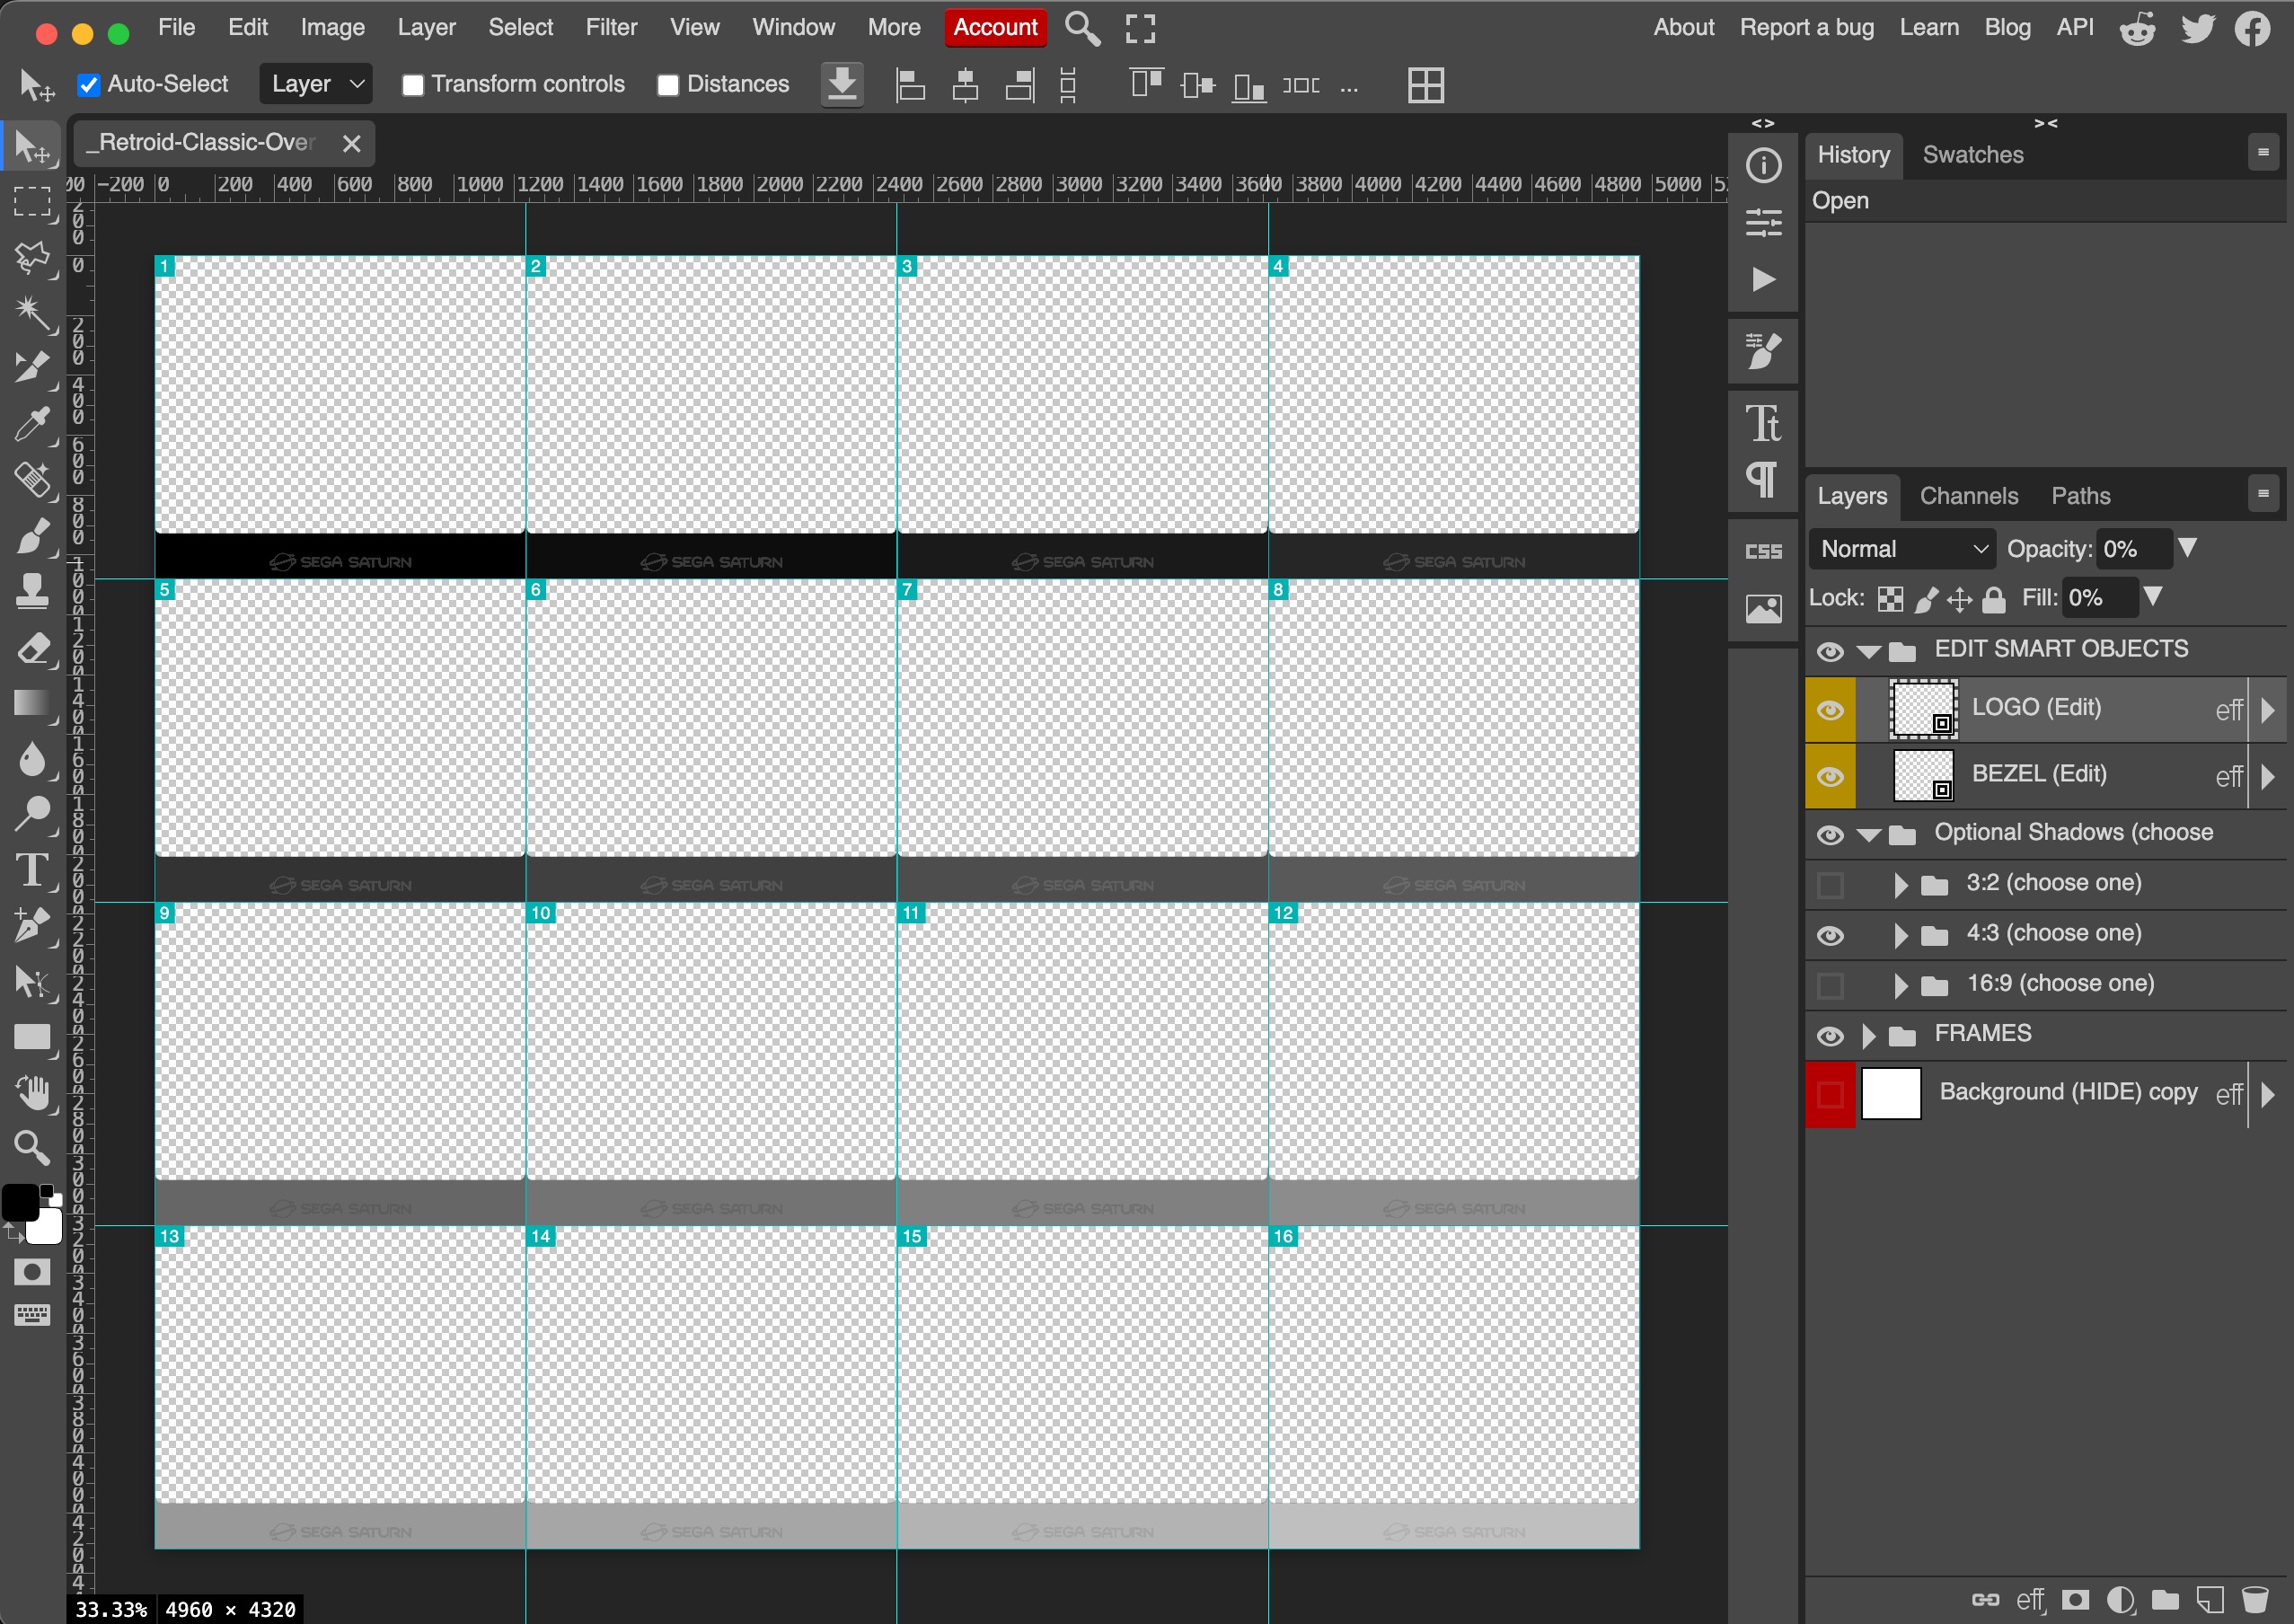 File Edit Image Layer Select Filter View Window More Account
About Report a bug Learn Blog API
Auto-Select Layer Transform controls Distances ...
_Retroid-Classic-Over
< >
> <
History Swatches
Open
-200 0 200 400 600 800 1000 1200 1400 1600 1800 2000 2200 2400 2600 2800 3000 3200 3400 3600 3800 4000 4200 4400 4600 4800 5000
1 2 3 4
SEGA SATURN SEGA SATURN SEGA SATURN SEGA SATURN
5 6 7 8
SEGA SATURN SEGA SATURN SEGA SATURN SEGA SATURN
9 10 11 12
SEGA SATURN SEGA SATURN SEGA SATURN SEGA SATURN
13 14 15 16
SEGA SATURN SEGA SATURN SEGA SATURN SEGA SATURN
33.33% 4960 × 4320
Tt
CSS
Layers Channels Paths
Normal Opacity: 0%
Lock: Fill: 0%
EDIT SMART OBJECTS
LOGO (Edit) eff
BEZEL (Edit) eff
Optional Shadows (choose
3:2 (choose one)
4:3 (choose one)
16:9 (choose one)
FRAMES
Background (HIDE) copy eff
eff